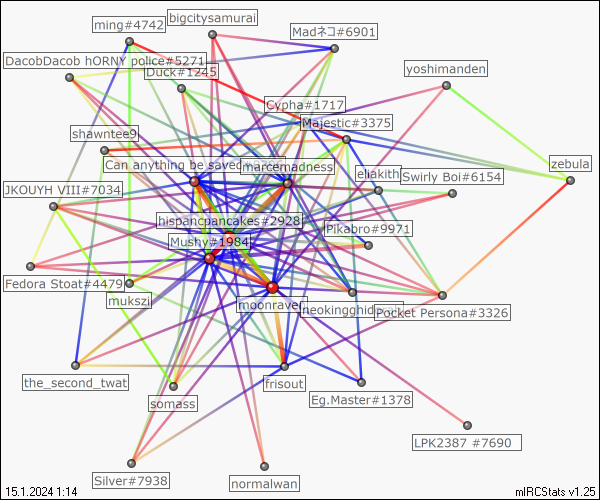 bigcitysamurai
ming#4742
Madネコ#6901
DacobDacob hORNY police#5271
Duck#1245
yoshimanden
Cypha#1717
Majestic#3375
shawntee9
Can anything be saved
marcemadness
zebula
eliakith
Swirly Boi#6154
JKOUYH VIII#7034
hispancpancakes#2928
Pikabro#9971
Mushy#1984
Fedora Stoat#4479
mukszi
moonraven
Pocket Persona#3326
the_second_twat
frisout
somass
Eg.Master#1378
LPK2387 #7690
Silver#7938
normalwan
15.1.2024 1:14
mIRCStats v1.25